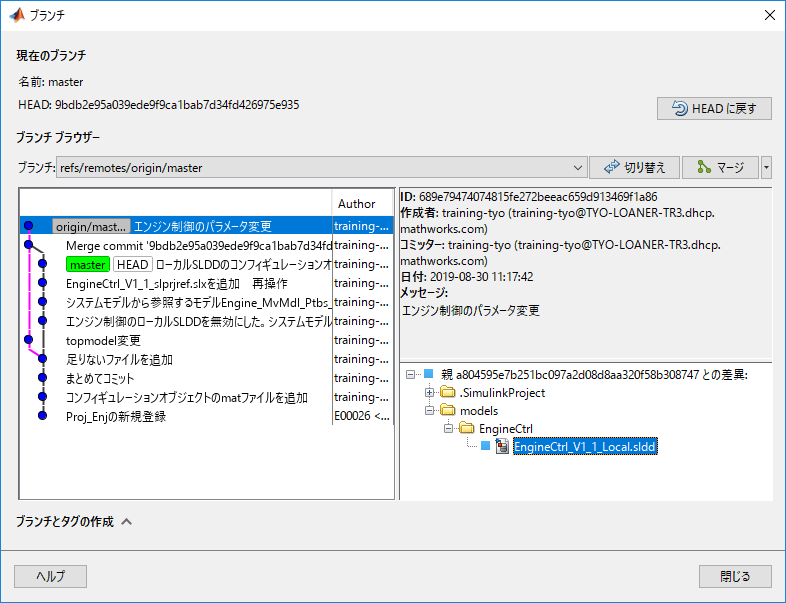 ブランチ
現在のブランチ
名前: master
HEAD: 9bdb2e95a039ede9f9ca1bab7d34fd426975e935
HEAD に戻す
ブランチ ブラウザー
ブランチ: refs/remotes/origin/master
切り替え
マージ
Author
origin/mast... エンジン制御のパラメータ変更 training-...
Merge commit '9bdb2e95a039ede9f9ca1bab7d34fd training-...
master HEAD ローカルSLDDのコンフィギュレーションオ training-...
EngineCtrl_V1_1_slprjref.slxを追加　再操作 training-...
システムモデルから参照するモデルEngine_MvMdl_Ptbs_ training-...
エンジン制御のローカルSLDDを無効にした。システムモデル training-...
topmodel変更 training-...
足りないファイルを追加 training-...
まとめてコミット training-...
コンフィギュレーションオブジェクトのmatファイルを追加 training-...
Proj_Enjの新規登録 E00026 <...
ID: 689e79474074815fe272beeac659d913469f1a86
作成者: training-tyo (training-tyo@TYO-LOANER-TR3.dhcp.
mathworks.com)
コミッター: training-tyo (training-tyo@TYO-LOANER-TR3.dhcp.
mathworks.com)
日付: 2019-08-30 11:17:42
メッセージ:
エンジン制御のパラメータ変更
親 a804595e7b251bc097a2d08d8aa320f58b308747 との差異:
.SimulinkProject
models
EngineCtrl
EngineCtrl_V1_1_Local.sldd
ブランチとタグの作成
ヘルプ
閉じる